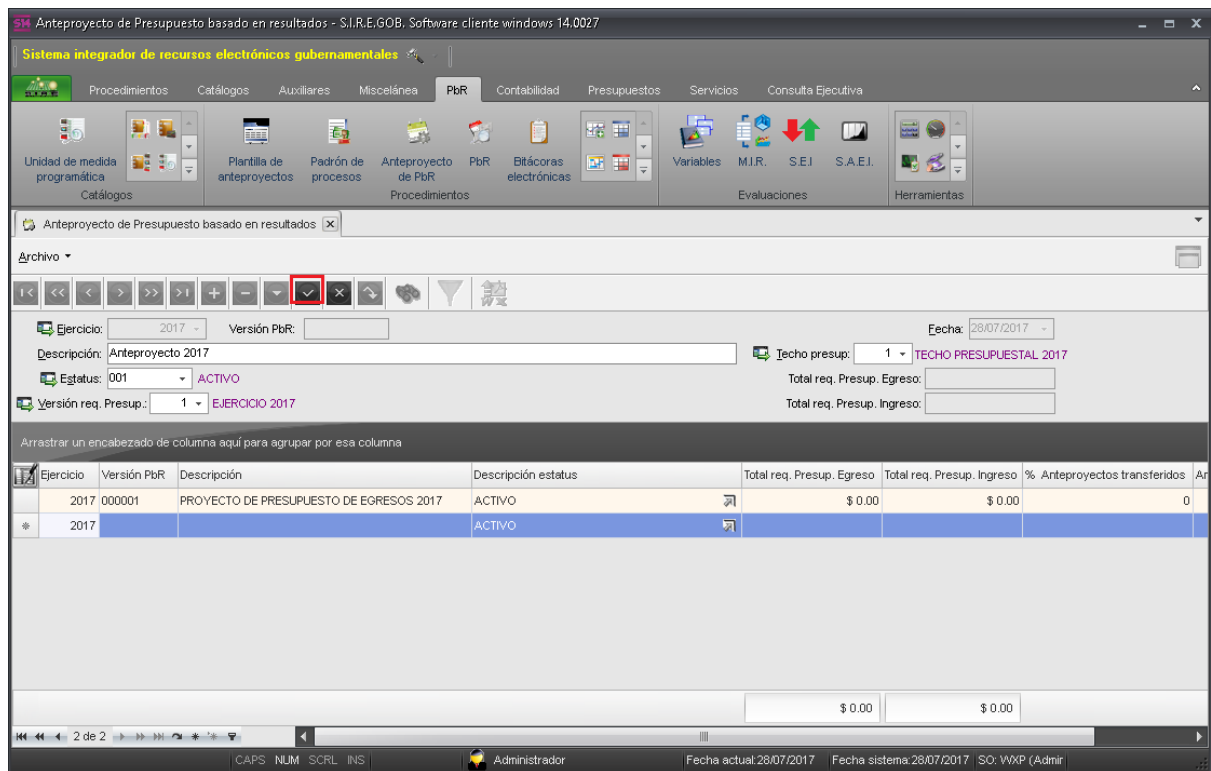 S14 Anteproyecto de Presupuesto basado en resultados - S.I.R.E.GOB. Software cliente windows 14.0027
Sistema integrador de recursos electrónicos gubernamentales
Procedimientos Catálogos Auxiliares Miscelánea PbR Contabilidad Presupuestos Servicios Consulta Ejecutiva
Unidad de medida programática
Plantilla de anteproyectos
Padrón de procesos
Anteproyecto de PbR
PbR
Bitácoras electrónicas
Variables
M.I.R.
S.E.I
S.A.E.I.
Catálogos Procedimientos Evaluaciones Herramientas
Anteproyecto de Presupuesto basado en resultados
Archivo
Ejercicio: 2017 Versión PbR: Fecha: 28/07/2017
Descripción: Anteproyecto 2017 Techo presup: 1 TECHO PRESUPUESTAL 2017
Estatus: 001 ACTIVO Total req. Presup. Egreso:
Versión req. Presup.: 1 EJERCICIO 2017 Total req. Presup. Ingreso:
Arrastrar un encabezado de columna aquí para agrupar por esa columna
Ejercicio Versión PbR Descripción Descripción estatus Total req. Presup. Egreso Total req. Presup. Ingreso % Anteproyectos transferidos Ar
2017 000001 PROYECTO DE PRESUPUESTO DE EGRESOS 2017 ACTIVO $ 0.00 $ 0.00 0
2017 ACTIVO
$ 0.00 $ 0.00
2 de 2
CAPS NUM SCRL INS Administrador Fecha actual:28/07/2017 Fecha sistema:28/07/2017 SO: WXP (Admir